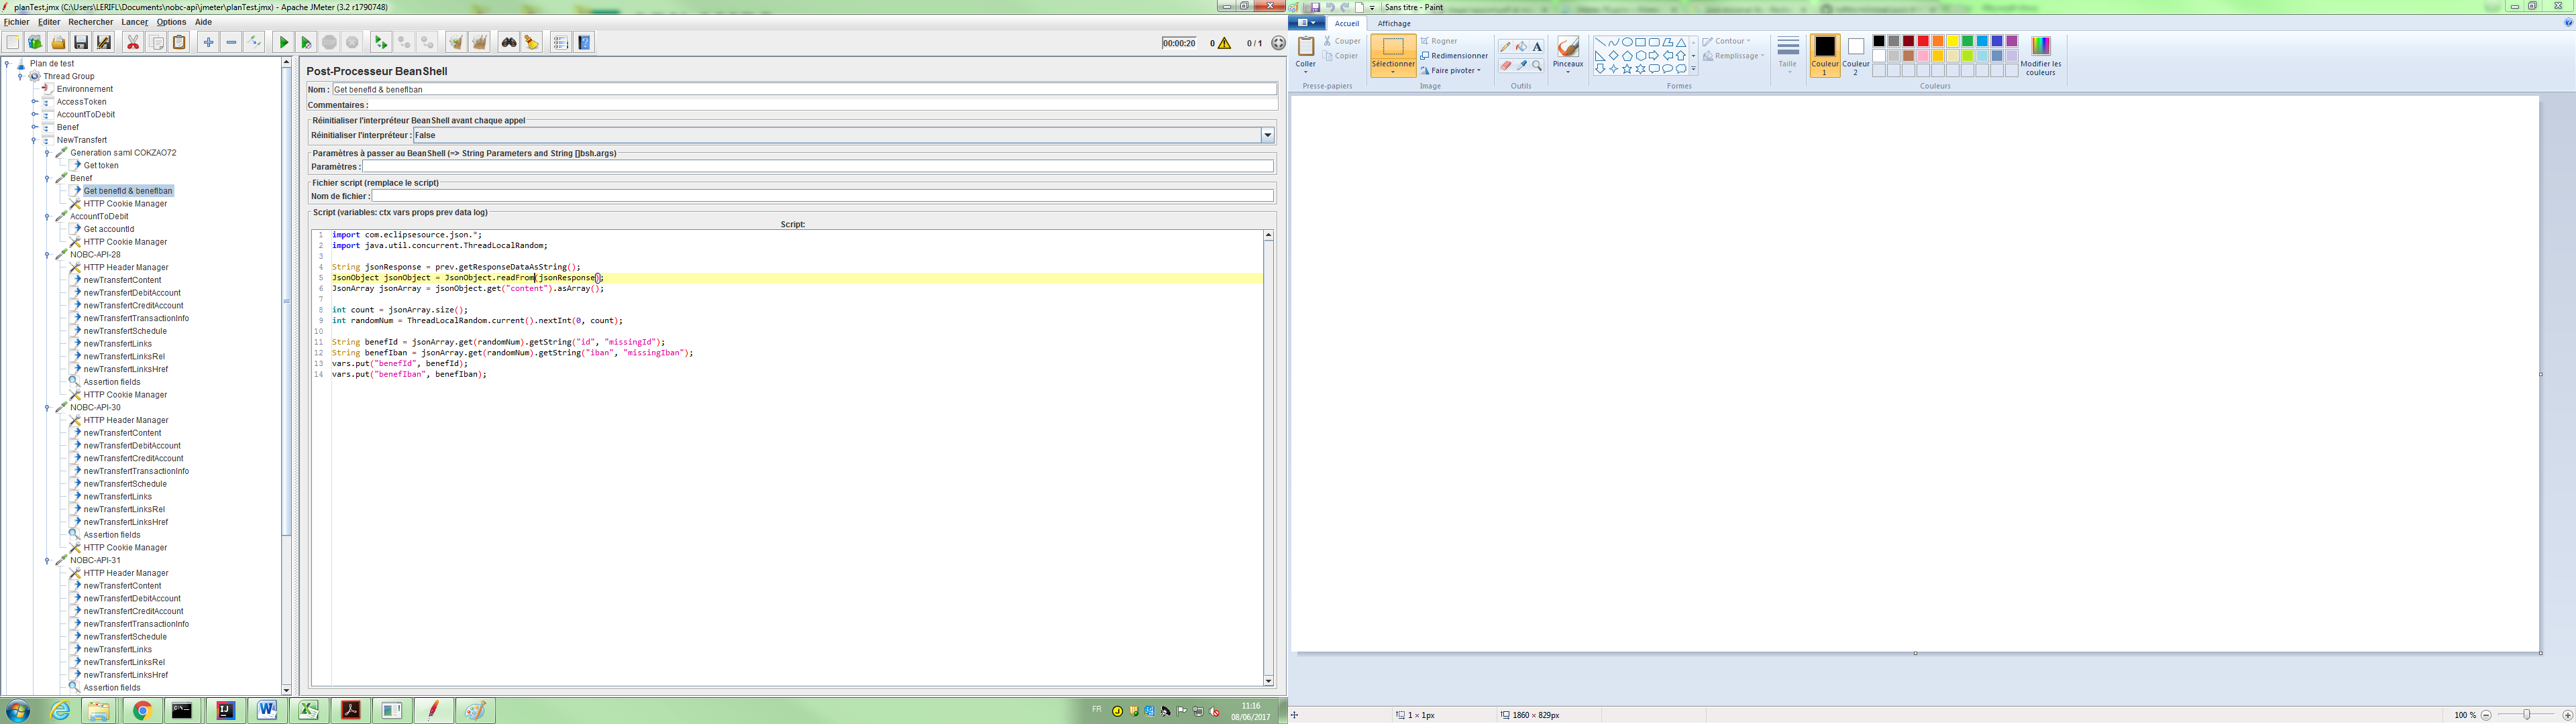 planTest.jmx (C:\Users\LERIFL\Documents\nobc-api\jmeter\planTest.jmx) - Apache JMeter (3.2 r1790748)
Fichier Editer Rechercher Lancer Options Aide
00:00:20 0 0 / 1
Plan de test
Thread Group
Environnement
AccessToken
AccountToDebit
Benef
NewTransfert
Generation saml COKZAO72
Get token
Benef
Get benefId & benefIban
HTTP Cookie Manager
AccountToDebit
Get accountId
HTTP Cookie Manager
NOBC-API-28
HTTP Header Manager
newTransfertContent
newTransfertDebitAccount
newTransfertCreditAccount
newTransfertTransactionInfo
newTransfertSchedule
newTransfertLinks
newTransfertLinksRel
newTransfertLinksHref
Assertion fields
HTTP Cookie Manager
NOBC-API-30
HTTP Header Manager
newTransfertContent
newTransfertDebitAccount
newTransfertCreditAccount
newTransfertTransactionInfo
newTransfertSchedule
newTransfertLinks
newTransfertLinksRel
newTransfertLinksHref
Assertion fields
HTTP Cookie Manager
NOBC-API-31
HTTP Header Manager
newTransfertContent
newTransfertDebitAccount
newTransfertCreditAccount
newTransfertTransactionInfo
newTransfertSchedule
newTransfertLinks
newTransfertLinksRel
newTransfertLinksHref
Assertion fields
Post-Processeur BeanShell
Nom : Get benefId & benefIban
Commentaires :
Réinitialiser l'interpréteur BeanShell avant chaque appel
Réinitialiser l'interpréteur : False
Paramètres à passer au BeanShell (=> String Parameters and String []bsh.args)
Paramètres :
Fichier script (remplace le script)
Nom de fichier :
Script (variables: ctx vars props prev data log)
Script:
1 import com.eclipsesource.json.*;
2 import java.util.concurrent.ThreadLocalRandom;
3
4 String jsonResponse = prev.getResponseDataAsString();
5 JsonObject jsonObject = JsonObject.readFrom(jsonResponse);
6 JsonArray jsonArray = jsonObject.get("content").asArray();
7
8 int count = jsonArray.size();
9 int randomNum = ThreadLocalRandom.current().nextInt(0, count);
10
11 String benefId = jsonArray.get(randomNum).getString("id", "missingId");
12 String benefIban = jsonArray.get(randomNum).getString("iban", "missingIban");
13 vars.put("benefId", benefId);
14 vars.put("benefIban", benefIban);
FR 11:16
08/06/2017
Sans titre - Paint
Accueil Affichage
Coller
Couper
Copier
Presse-papiers
Sélectionner
Rogner
Redimensionner
Faire pivoter
Image
A
Outils
Pinceaux
Contour
Remplissage
Formes
Taille
Couleur 1
Couleur 2
Modifier les couleurs
Couleurs
1 × 1px
1860 × 829px
100 %